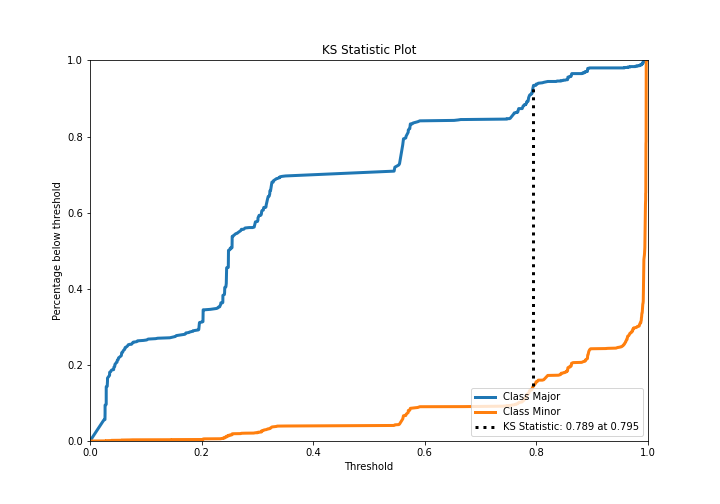 KS Statistic Plot
1.0
0.8
0.6
0.4
0.2
0.0
Percentage below threshold
Class Major
Class Minor
KS Statistic: 0.789 at 0.795
0.0 0.2 0.4 0.6 0.8 1.0
Threshold